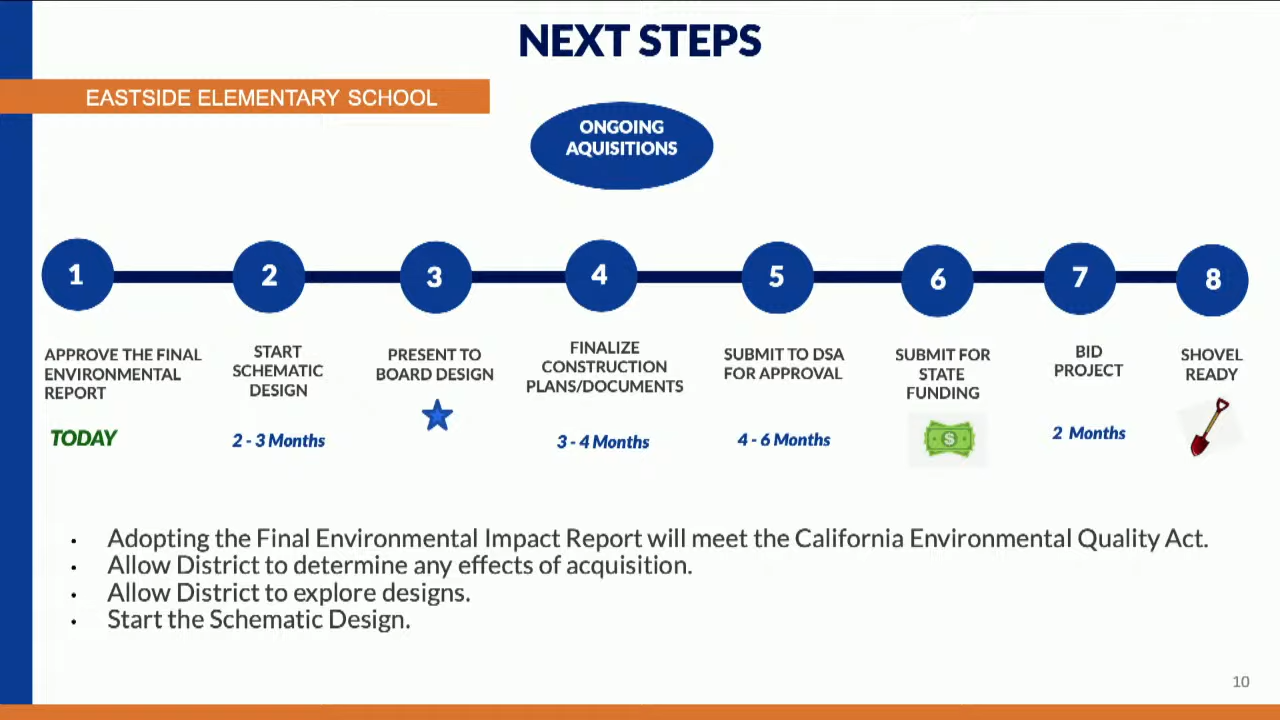 NEXT STEPS
EASTSIDE ELEMENTARY SCHOOL
ONGOING
AQUISITIONS
1
2
3
4
5
6
7
8
APPROVE THE FINAL
ENVIRONMENTAL
REPORT
TODAY
START
SCHEMATIC
DESIGN
2 - 3 Months
PRESENT TO
BOARD DESIGN
FINALIZE
CONSTRUCTION
PLANS/DOCUMENTS
3 - 4 Months
SUBMIT TO DSA
FOR APPROVAL
4 - 6 Months
SUBMIT FOR
STATE
FUNDING
$
BID
PROJECT
2 Months
SHOVEL
READY
• Adopting the Final Environmental Impact Report will meet the California Environmental Quality Act.
• Allow District to determine any effects of acquisition.
• Allow District to explore designs.
• Start the Schematic Design.
10